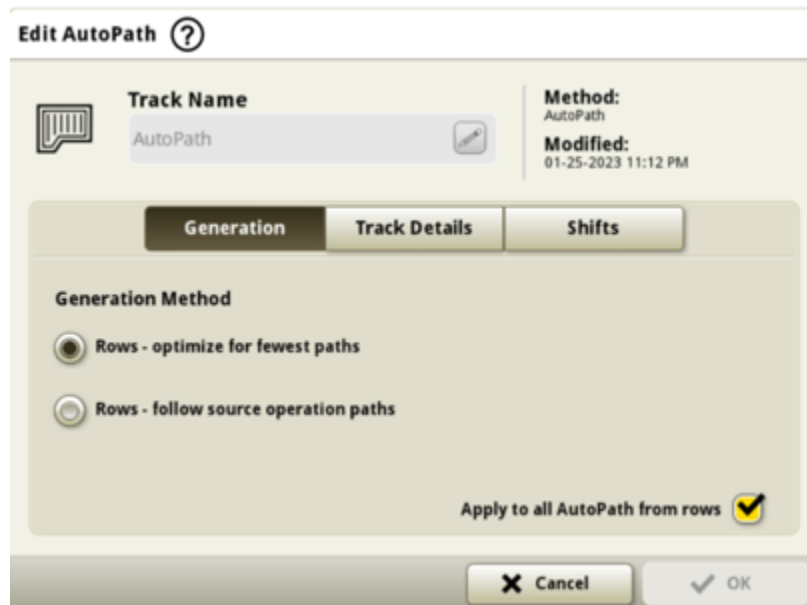 Edit AutoPath ?
Track Name
AutoPath
Method:
AutoPath
Modified:
01-25-2023 11:12 PM
Generation
Track Details
Shifts
Generation Method
Rows - optimize for fewest paths
Rows - follow source operation paths
Apply to all AutoPath from rows
Cancel
OK